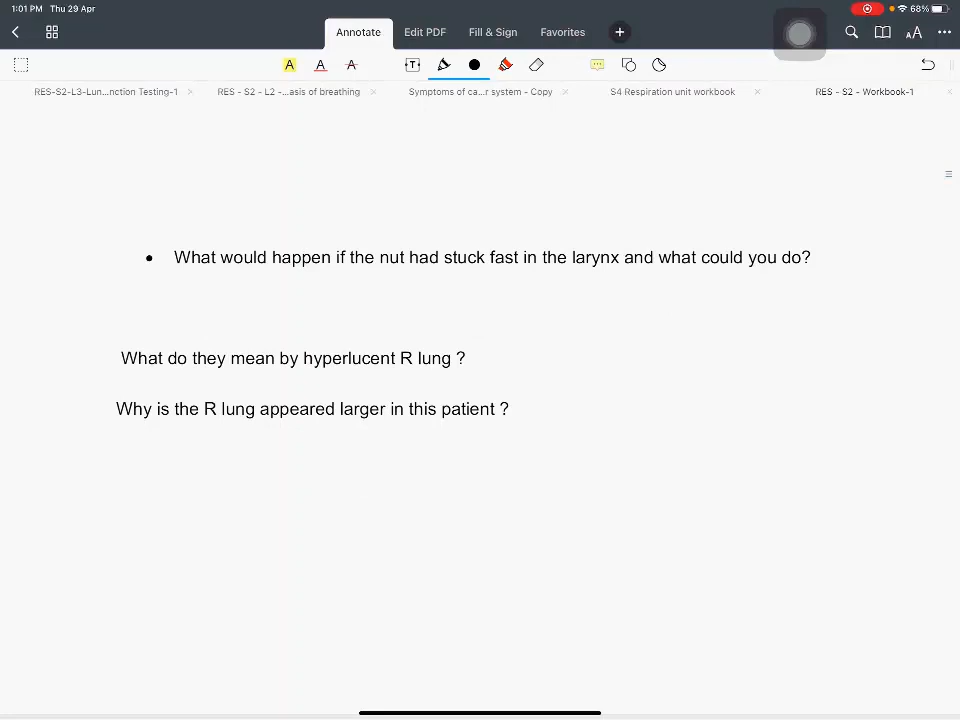 1:01 PM Thu 29 Apr
68%
Annotate Edit PDF Fill & Sign Favorites
RES-S2-L3-Lun...nction Testing-1 RES - S2 - L2 -...asis of breathing Symptoms of ca...r system - Copy S4 Respiration unit workbook RES - S2 - Workbook-1
• What would happen if the nut had stuck fast in the larynx and what could you do?
What do they mean by hyperlucent R lung ?
Why is the R lung appeared larger in this patient ?